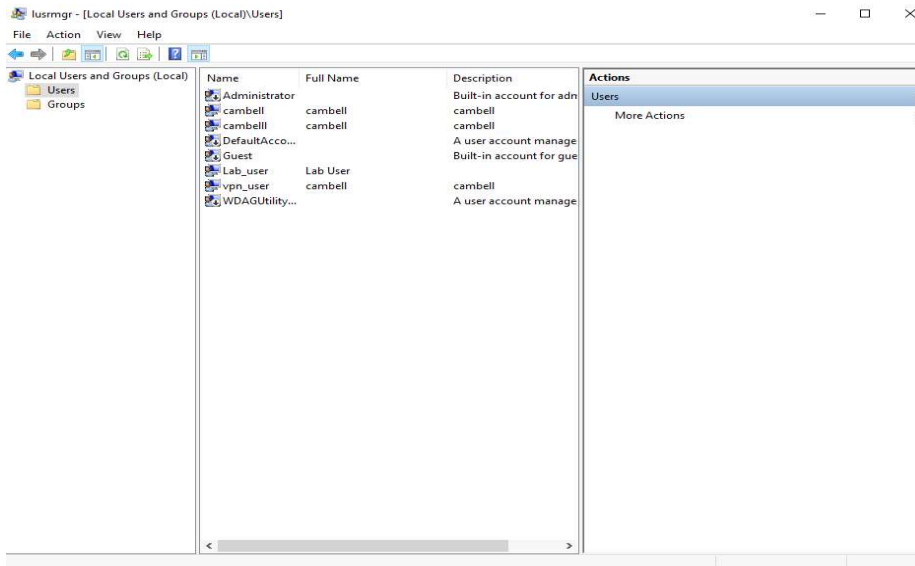 lusrmgr - [Local Users and Groups (Local)\Users]
File Action View Help
Local Users and Groups (Local)
Users
Groups
Name Full Name Description
Administrator Built-in account for adm
cambell cambell cambell
cambelll cambell cambell
DefaultAcco... A user account manage
Guest Built-in account for gue
Lab_user Lab User
vpn_user cambell cambell
WDAGUtility... A user account manage
Actions
Users
More Actions